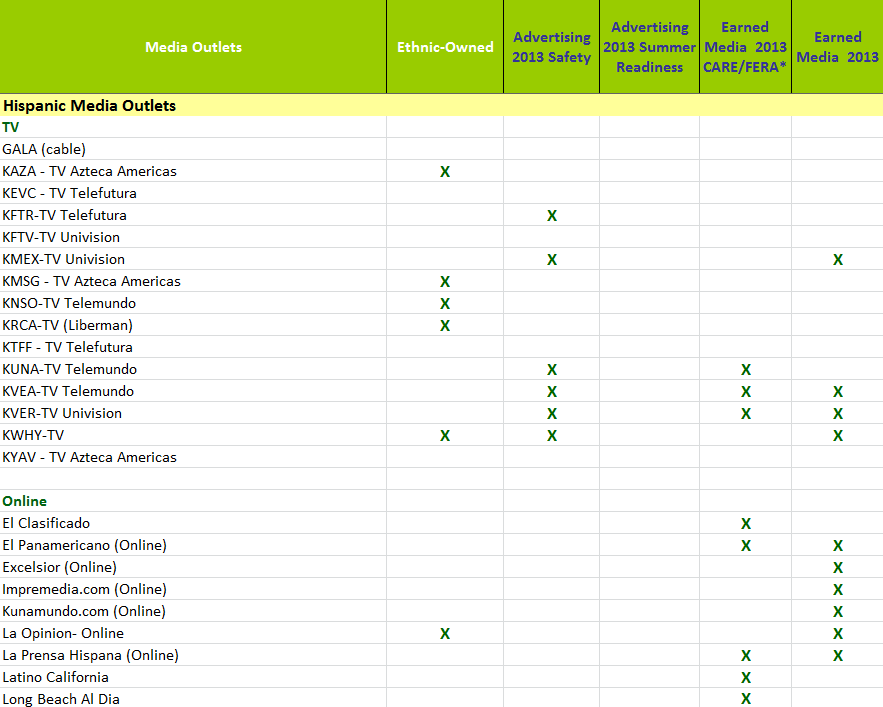 Media Outlets Ethnic-Owned Advertising 2013 Safety Advertising 2013 Summer Readiness Earned Media 2013 CARE/FERA* Earned Media 2013
Hispanic Media Outlets
TV
GALA (cable)
KAZA - TV Azteca Americas X
KEVC - TV Telefutura
KFTR-TV Telefutura X
KFTV-TV Univision
KMEX-TV Univision X X
KMSG - TV Azteca Americas X
KNSO-TV Telemundo X
KRCA-TV (Liberman) X
KTFF - TV Telefutura
KUNA-TV Telemundo X X
KVEA-TV Telemundo X X X
KVER-TV Univision X X X
KWHY-TV X X X
KYAV - TV Azteca Americas
Online
El Clasificado X
El Panamericano (Online) X X
Excelsior (Online) X
Impremedia.com (Online) X
Kunamundo.com (Online) X
La Opinion- Online X X
La Prensa Hispana (Online) X X
Latino California X
Long Beach Al Dia X